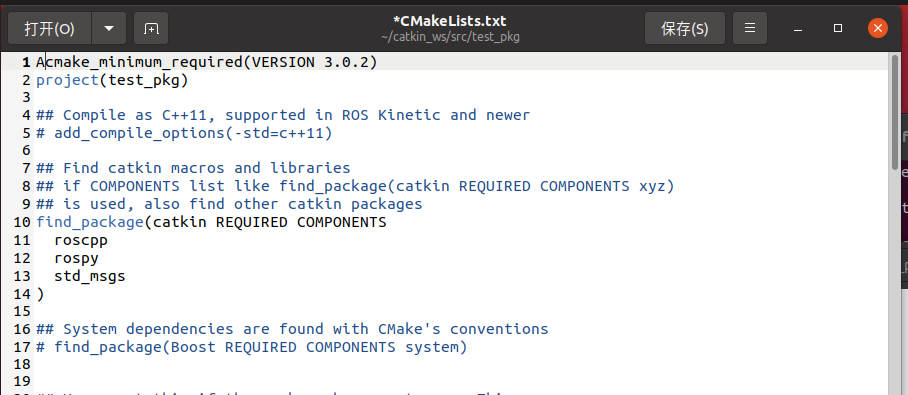 打开(O)
*CMakeLists.txt
~/catkin_ws/src/test_pkg
保存(S)
1 Acmake_minimum_required(VERSION 3.0.2)
2 project(test_pkg)
3
4 ## Compile as C++11, supported in ROS Kinetic and newer
5 # add_compile_options(-std=c++11)
6
7 ## Find catkin macros and libraries
8 ## if COMPONENTS list like find_package(catkin REQUIRED COMPONENTS xyz)
9 ## is used, also find other catkin packages
10 find_package(catkin REQUIRED COMPONENTS
11   roscpp
12   rospy
13   std_msgs
14 )
15
16 ## System dependencies are found with CMake's conventions
17 # find_package(Boost REQUIRED COMPONENTS system)
18
19